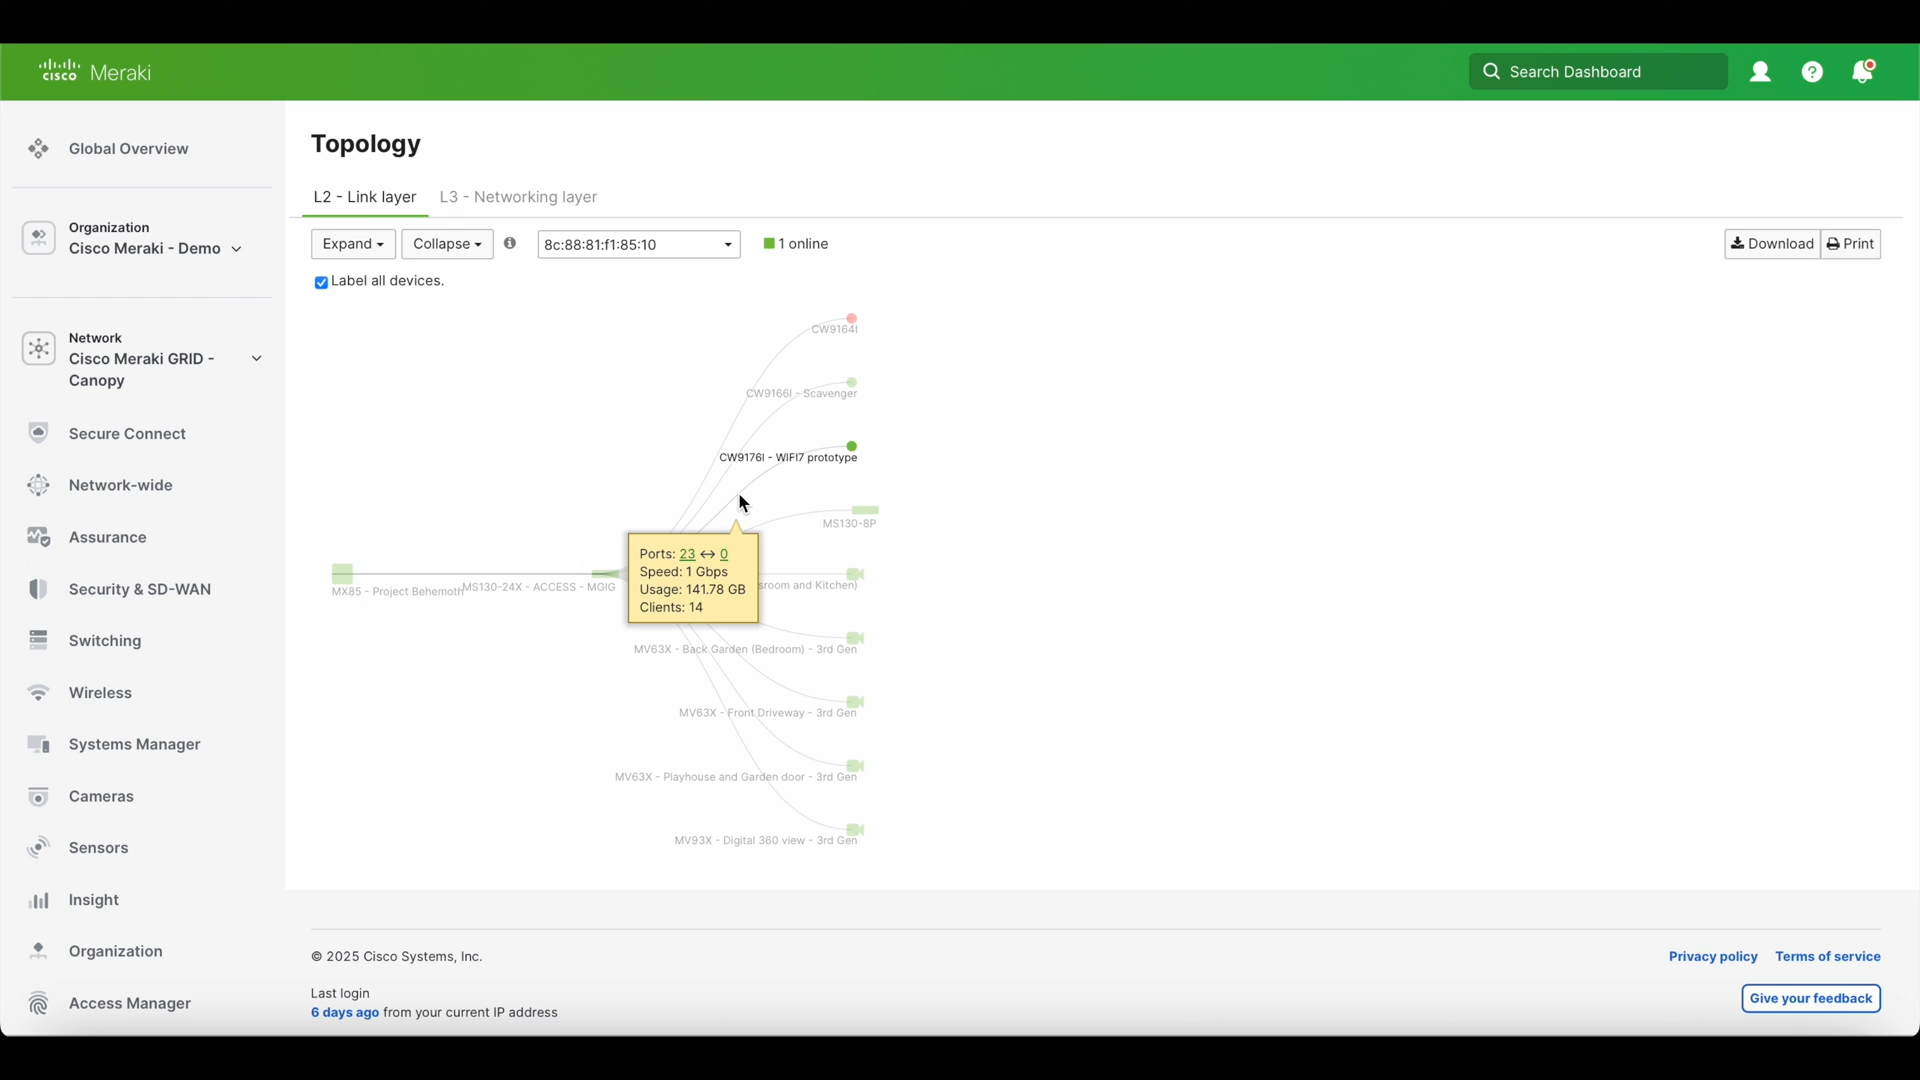 cisco Meraki
Search Dashboard
Global Overview
Organization
Cisco Meraki - Demo
Network
Cisco Meraki GRID -
Canopy
Secure Connect
Network-wide
Assurance
Security & SD-WAN
Switching
Wireless
Systems Manager
Cameras
Sensors
Insight
Organization
Access Manager
Topology
L2 - Link layer
L3 - Networking layer
Expand
Collapse
8c:88:81:f1:85:10
1 online
Download
Print
Label all devices.
CW9164I
CW9166I - Scavenger
CW9176I - WIFI7 prototype
MS130-8P
MX85 - Project Behemoth
MS130-24X - ACCESS - MGIG
Ports: 23 ↔ 0
Speed: 1 Gbps
Usage: 141.78 GB
Clients: 14
room and Kitchen)
MV63X - Back Garden (Bedroom) - 3rd Gen
MV63X - Front Driveway - 3rd Gen
MV63X - Playhouse and Garden door - 3rd Gen
MV93X - Digital 360 view - 3rd Gen
© 2025 Cisco Systems, Inc.
Privacy policy
Terms of service
Last login
6 days ago from your current IP address
Give your feedback